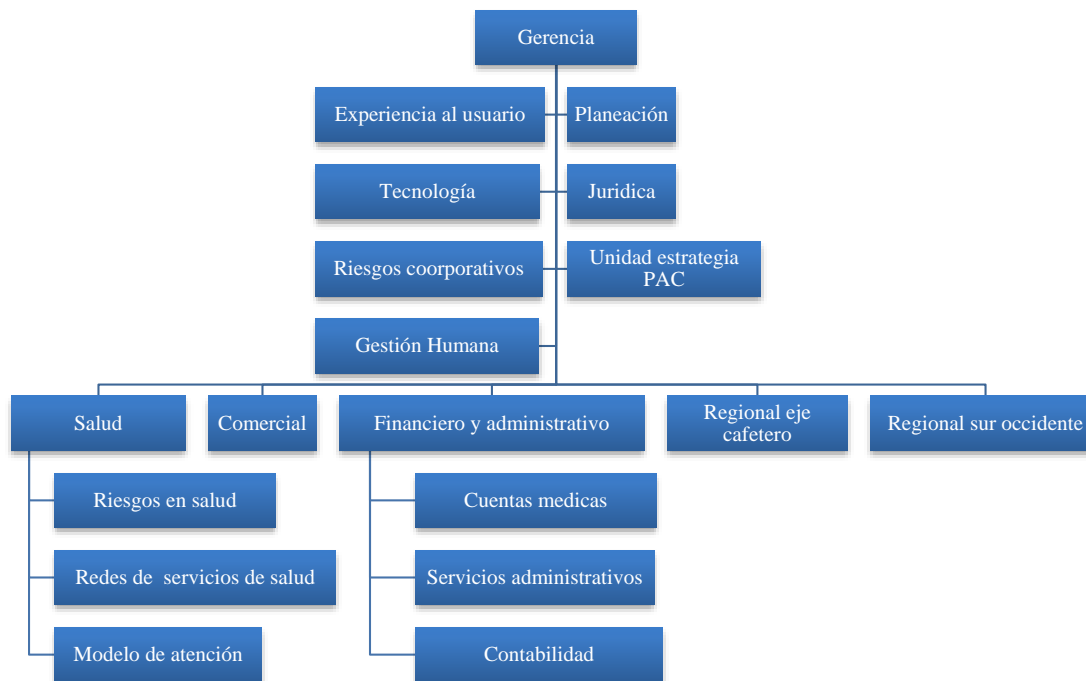 Gerencia
Experiencia al usuario
Planeación
Tecnología
Juridica
Riesgos coorporativos
Unidad estrategia
PAC
Gestión Humana
Salud
Comercial
Financiero y administrativo
Regional eje
cafetero
Regional sur occidente
Riesgos en salud
Redes de servicios de salud
Modelo de atención
Cuentas medicas
Servicios administrativos
Contabilidad